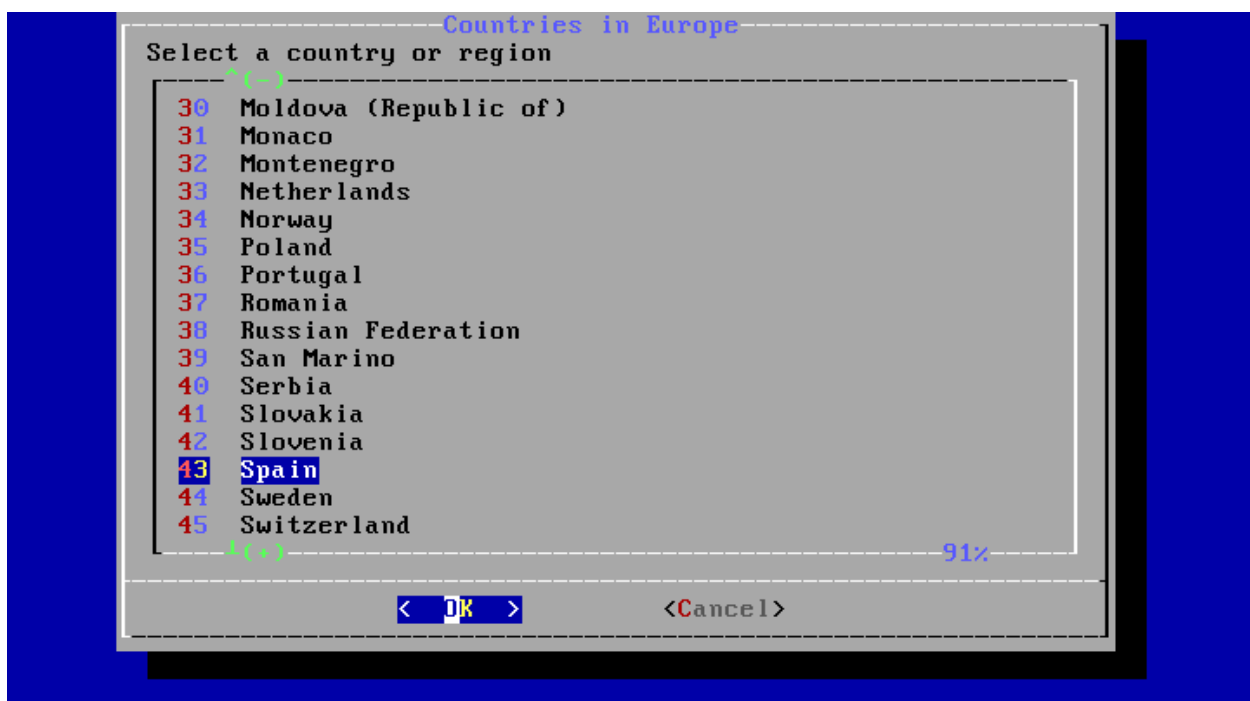 Countries in Europe
Select a country or region
^(-)
30 Moldova (Republic of)
31 Monaco
32 Montenegro
33 Netherlands
34 Norway
35 Poland
36 Portugal
37 Romania
38 Russian Federation
39 San Marino
40 Serbia
41 Slovakia
42 Slovenia
43 Spain
44 Sweden
45 Switzerland
┴(+) 91%
< OK > <Cancel>